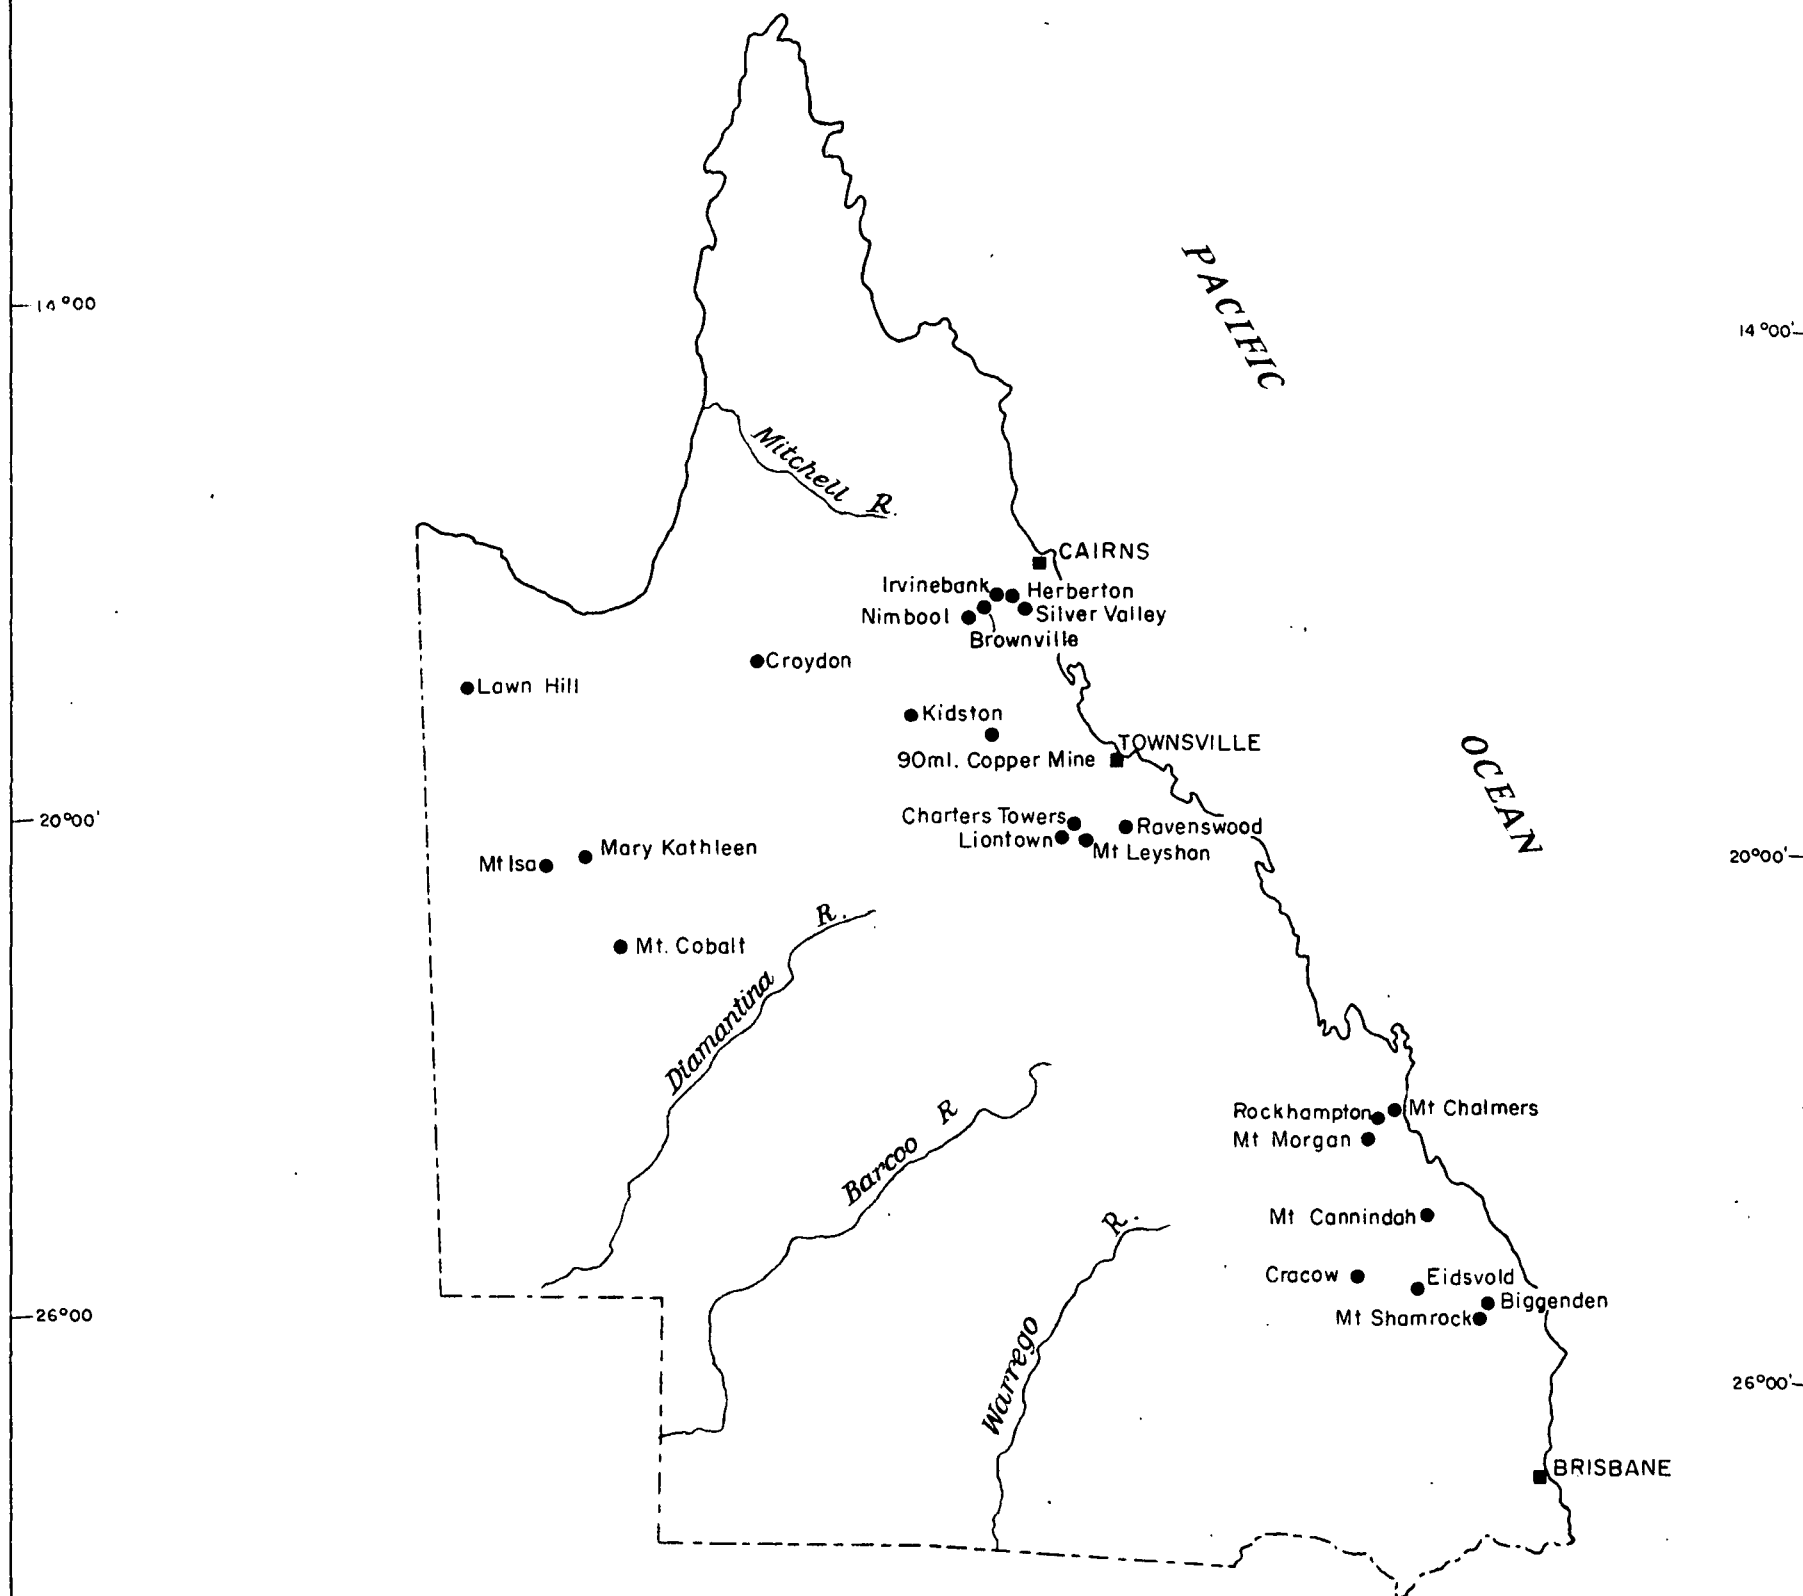 PACIFIC
14°00
14°00'
Mitchell R.
CAIRNS
Irvinebank
Herberton
Nimbool
Silver Valley
Brownville
Croydon
Lawn Hill
Kidston
OCEAN
TOWNSVILLE
90ml. Copper Mine
20°00'
Charters Towers
Ravenswood
Liontown
Mt Leyshon
20°00'
Mary Kathleen
Mt Isa
Mt. Cobalt
Diamantina R.
Rockhampton
Mt Chalmers
Mt Morgan
Barcoo R
Mt Cannindah
Warrego R.
Cracow
Eidsvold
Biggenden
26°00
Mt Shamrock
26°00'
BRISBANE